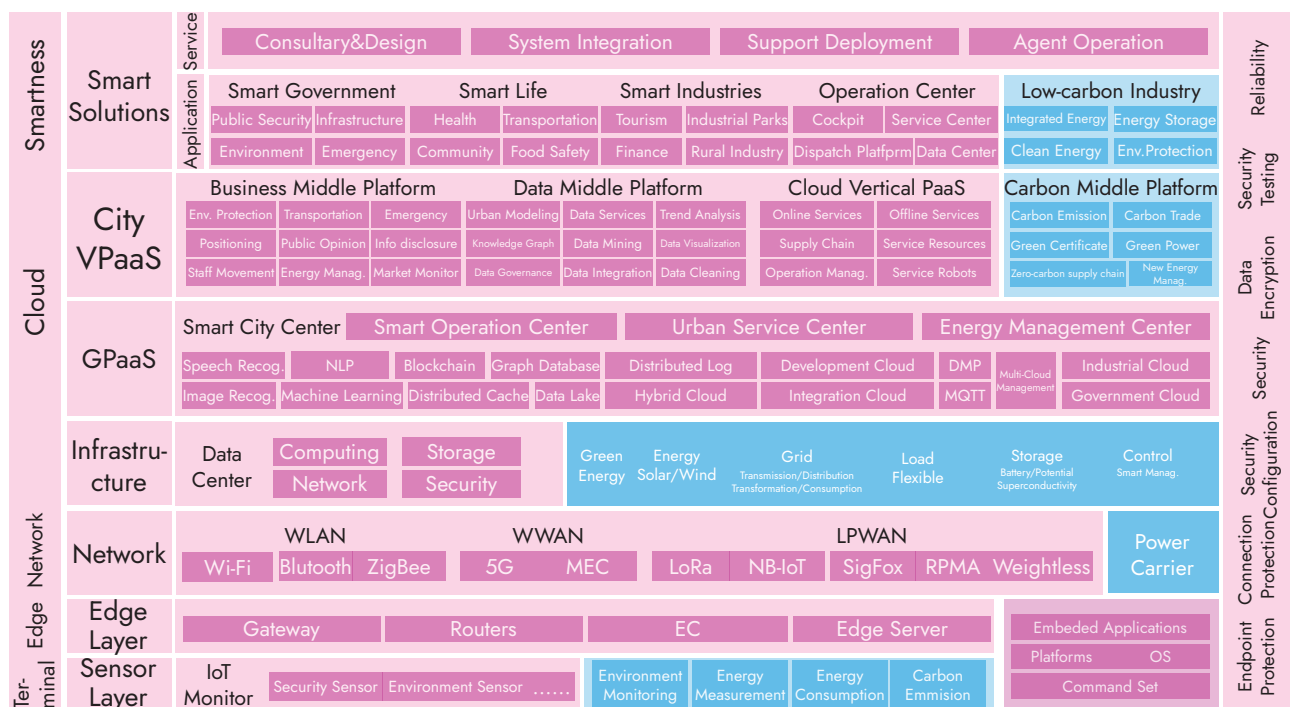 Smartness
Cloud
Network
Edge
Ter-
minal
Smart
Solutions
Service
Consultary&Design
System Integration
Support Deployment
Agent Operation
Application
Smart Government
Smart Life
Smart Industries
Operation Center
Low-carbon Industry
Public Security
Infrastructure
Health
Transportation
Tourism
Industrial Parks
Cockpit
Service Center
Integrated Energy
Energy Storage
Environment
Emergency
Community
Food Safety
Finance
Rural Industry
Dispatch Platfprm
Data Center
Clean Energy
Env.Protection
City
VPaaS
Business Middle Platform
Data Middle Platform
Cloud Vertical PaaS
Carbon Middle Platform
Env. Protection
Transportation
Emergency
Urban Modeling
Data Services
Trend Analysis
Online Services
Offline Services
Carbon Emission
Carbon Trade
Positioning
Public Opinion
Info disclosure
Knowledge Graph
Data Mining
Data Visualization
Supply Chain
Service Resources
Green Certificate
Green Power
Staff Movement
Energy Manag.
Market Monitor
Data Governance
Data Integration
Data Cleaning
Operation Manag.
Service Robots
Zero-carbon supply chain
New Energy
Manag.
GPaaS
Smart City Center
Smart Operation Center
Urban Service Center
Energy Management Center
Speech Recog.
NLP
Blockchain
Graph Database
Distributed Log
Development Cloud
DMP
Multi-Cloud
Management
Industrial Cloud
Image Recog.
Machine Learning
Distributed Cache
Data Lake
Hybrid Cloud
Integration Cloud
MQTT
Government Cloud
Infrastru-
cture
Data
Center
Computing
Storage
Network
Security
Green
Energy
Energy
Solar/Wind
Grid
Transmission/Distribution
Transformation/Consumption
Load
Flexible
Storage
Battery/Potential
Superconductivity
Control
Smart Manag.
Network
WLAN
WWAN
LPWAN
Wi-Fi
Blutooth
ZigBee
5G
MEC
LoRa
NB-IoT
SigFox
RPMA
Weightless
Power
Carrier
Edge
Layer
Gateway
Routers
EC
Edge Server
Embeded Applications
Platforms
OS
Command Set
Sensor
Layer
IoT
Monitor
Security Sensor
Environment Sensor
......
Environment
Monitoring
Energy
Measurement
Energy
Consumption
Carbon
Emmision
Reliability
Security
Testing
Data
Encryption
Security
Security
Configuration
Connection
Protection
Endpoint
Protection